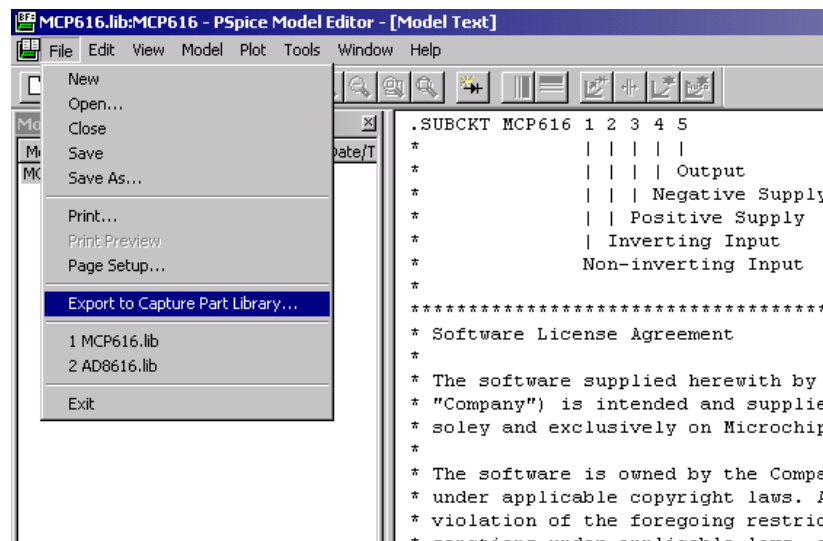 MCP616.lib:MCP616 - PSpice Model Editor - [Model Text]
File Edit View Model Plot Tools Window Help
New
Open...
Close
Save
Save As...
Print...
Print Preview
Page Setup...
Export to Capture Part Library...
1 MCP616.lib
2 AD8616.lib
Exit
Date/T
.SUBCKT MCP616 1 2 3 4 5
* | | | | |
* | | | | Output
* | | | Negative Supply
* | | Positive Supply
* | Inverting Input
* Non-inverting Input
*
************************************
* Software License Agreement
*
* The software supplied herewith by
* "Company") is intended and supplie
* soley and exclusively on Microchip
*
* The software is owned by the Compa
* under applicable copyright laws. A
* violation of the foregoing restric